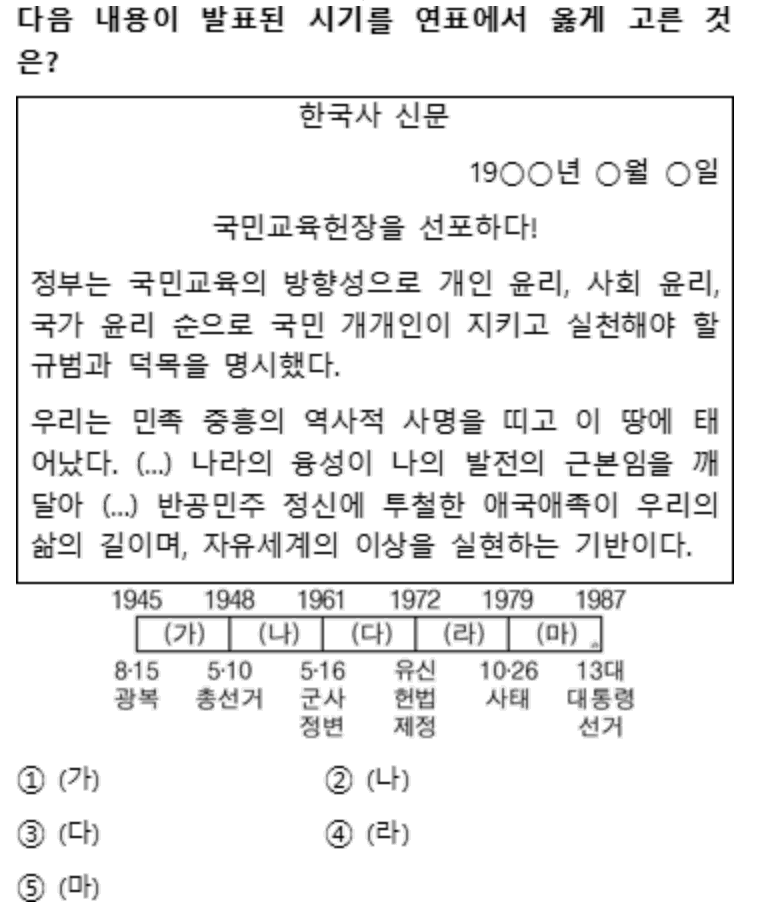 다음 내용이 발표된 시기를 연표에서 옳게 고른 것
은?
한국사 신문
19○○년 ○월 ○일
국민교육헌장을 선포하다!
정부는 국민교육의 방향성으로 개인 윤리, 사회 윤리,
국가 윤리 순으로 국민 개개인이 지키고 실천해야 할
규범과 덕목을 명시했다.
우리는 민족 중흥의 역사적 사명을 띠고 이 땅에 태
어났다. (...) 나라의 융성이 나의 발전의 근본임을 깨
달아 (...) 반공민주 정신에 투철한 애국애족이 우리의
삶의 길이며, 자유세계의 이상을 실현하는 기반이다.
1945 1948 1961 1972 1979 1987
(가) (나) (다) (라) (마)
8·15 5·10 5·16 유신 10·26 13대
광복 총선거 군사 헌법 사태 대통령
정변 제정 선거
① (가) ② (나)
③ (다) ④ (라)
⑤ (마)